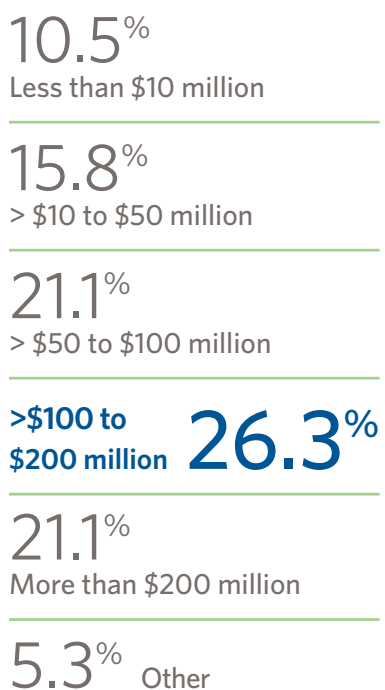 10.5%
Less than $10 million
15.8%
> $10 to $50 million
21.1%
> $50 to $100 million
>$100 to
$200 million 26.3%
21.1%
More than $200 million
5.3% Other